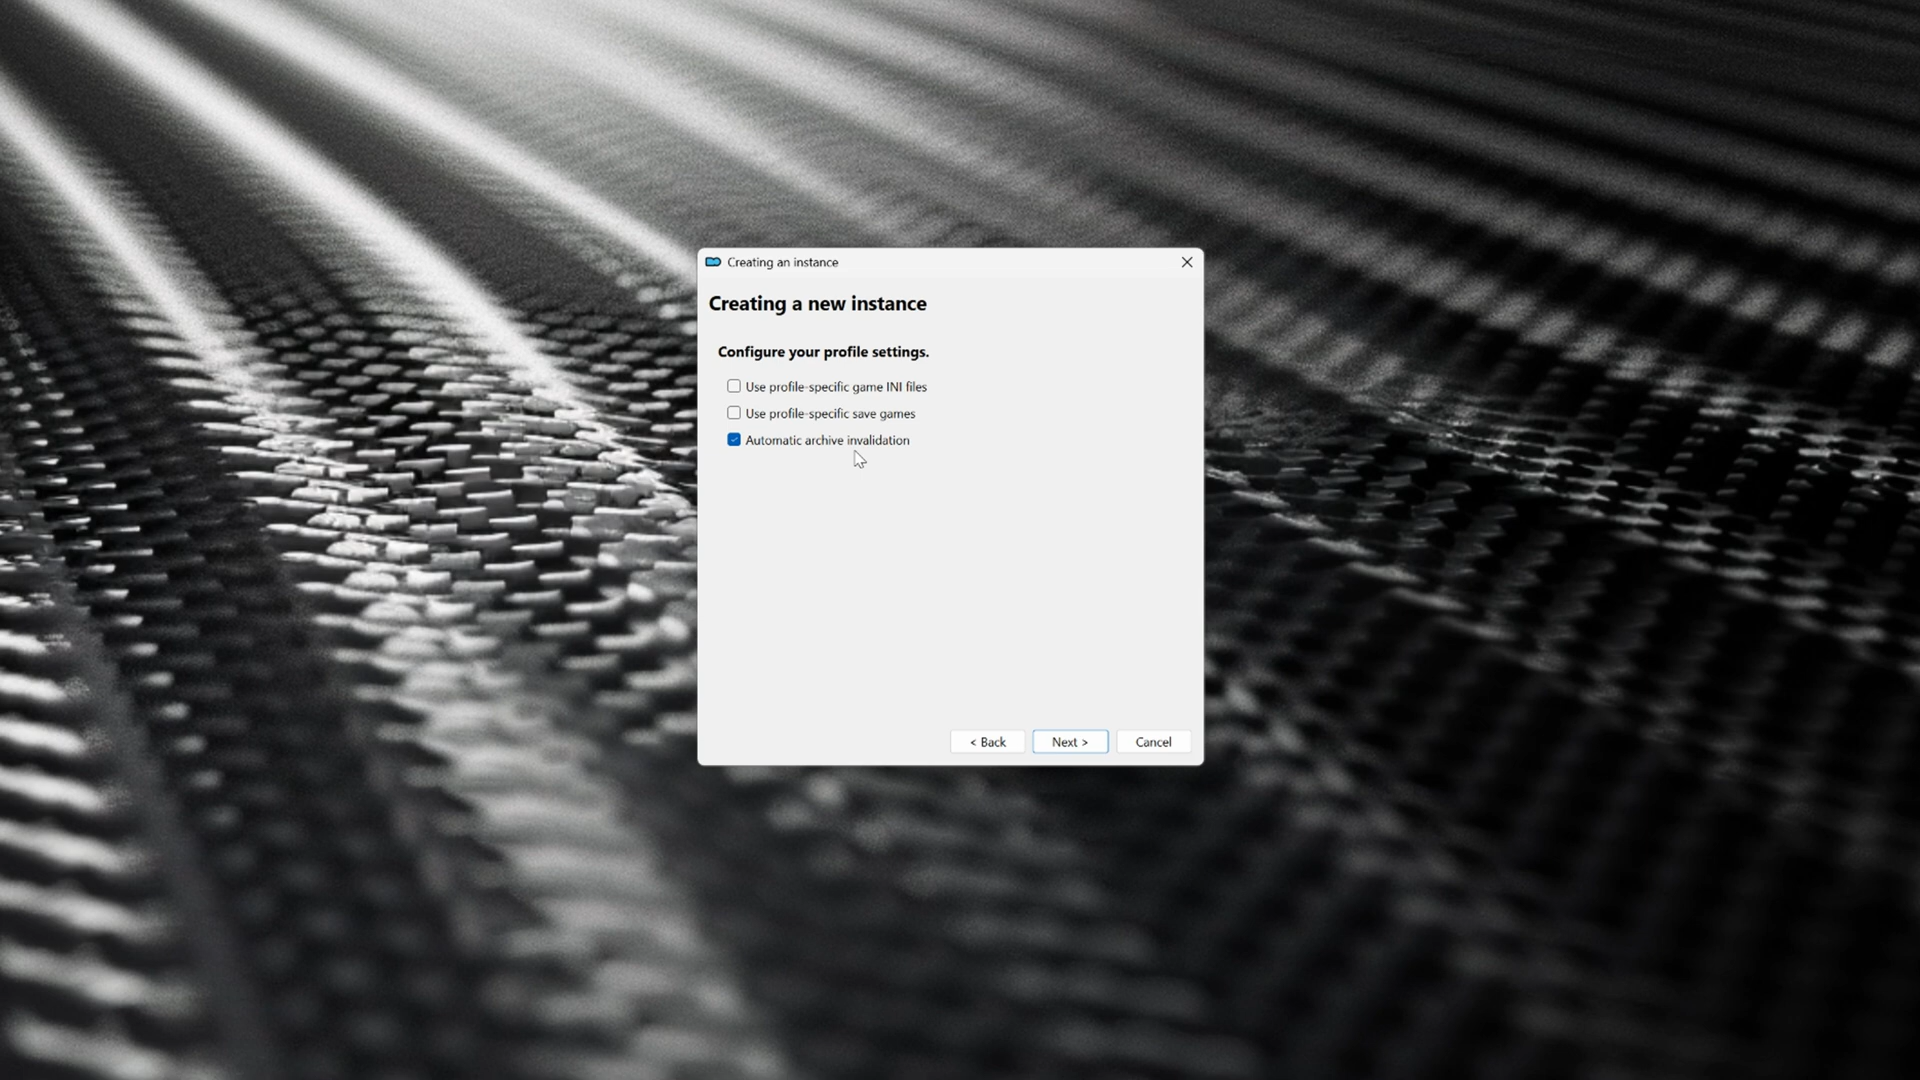 Creating an instance
Creating a new instance
Configure your profile settings.
Use profile-specific game INI files
Use profile-specific save games
Automatic archive invalidation
< Back
Next >
Cancel